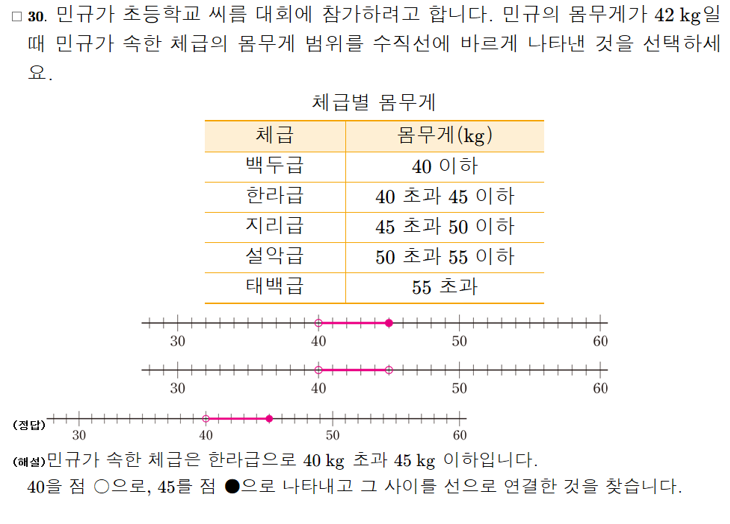 □ 30. 민규가 초등학교 씨름 대회에 참가하려고 합니다. 민규의 몸무게가 42 kg일
때 민규가 속한 체급의 몸무게 범위를 수직선에 바르게 나타낸 것을 선택하세
요.
체급별 몸무게
체급 몸무게(kg)
백두급 40 이하
한라급 40 초과 45 이하
지리급 45 초과 50 이하
설악급 50 초과 55 이하
태백급 55 초과
30 40 50 60
30 40 50 60
(정답)
30 40 50 60
(해설)민규가 속한 체급은 한라급으로 40 kg 초과 45 kg 이하입니다.
40을 점 ○으로, 45를 점 ●으로 나타내고 그 사이를 선으로 연결한 것을 찾습니다.